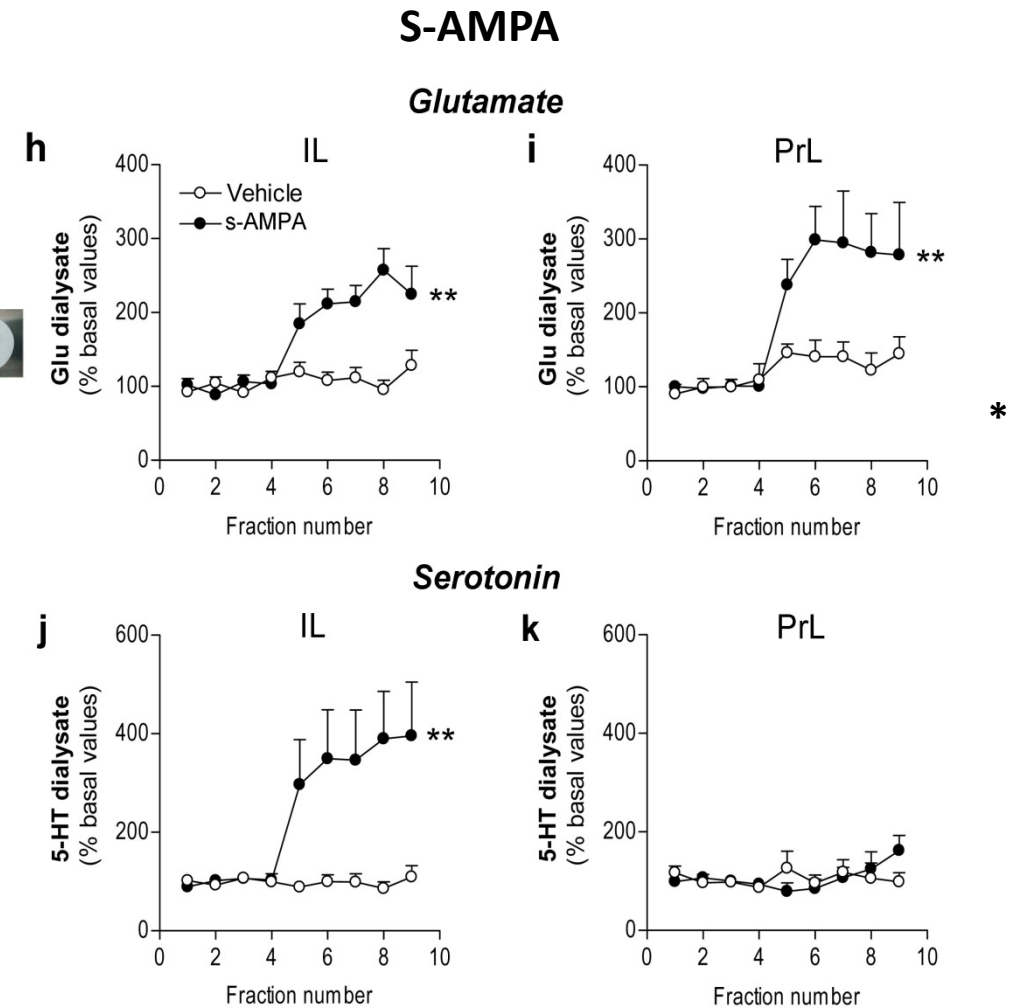 S-AMPA
Glutamate
h
IL
400
300
200
100
0
Glu dialysate
(% basal values)
Vehicle
s-AMPA
**
0 2 4 6 8 10
Fraction number
i
PrL
400
300
200
100
0
Glu dialysate
(% basal values)
**
0 2 4 6 8 10
Fraction number
*
Serotonin
j
IL
600
400
200
0
5-HT dialysate
(% basal values)
**
0 2 4 6 8 10
Fraction number
k
PrL
600
400
200
0
5-HT dialysate
(% basal values)
0 2 4 6 8 10
Fraction number